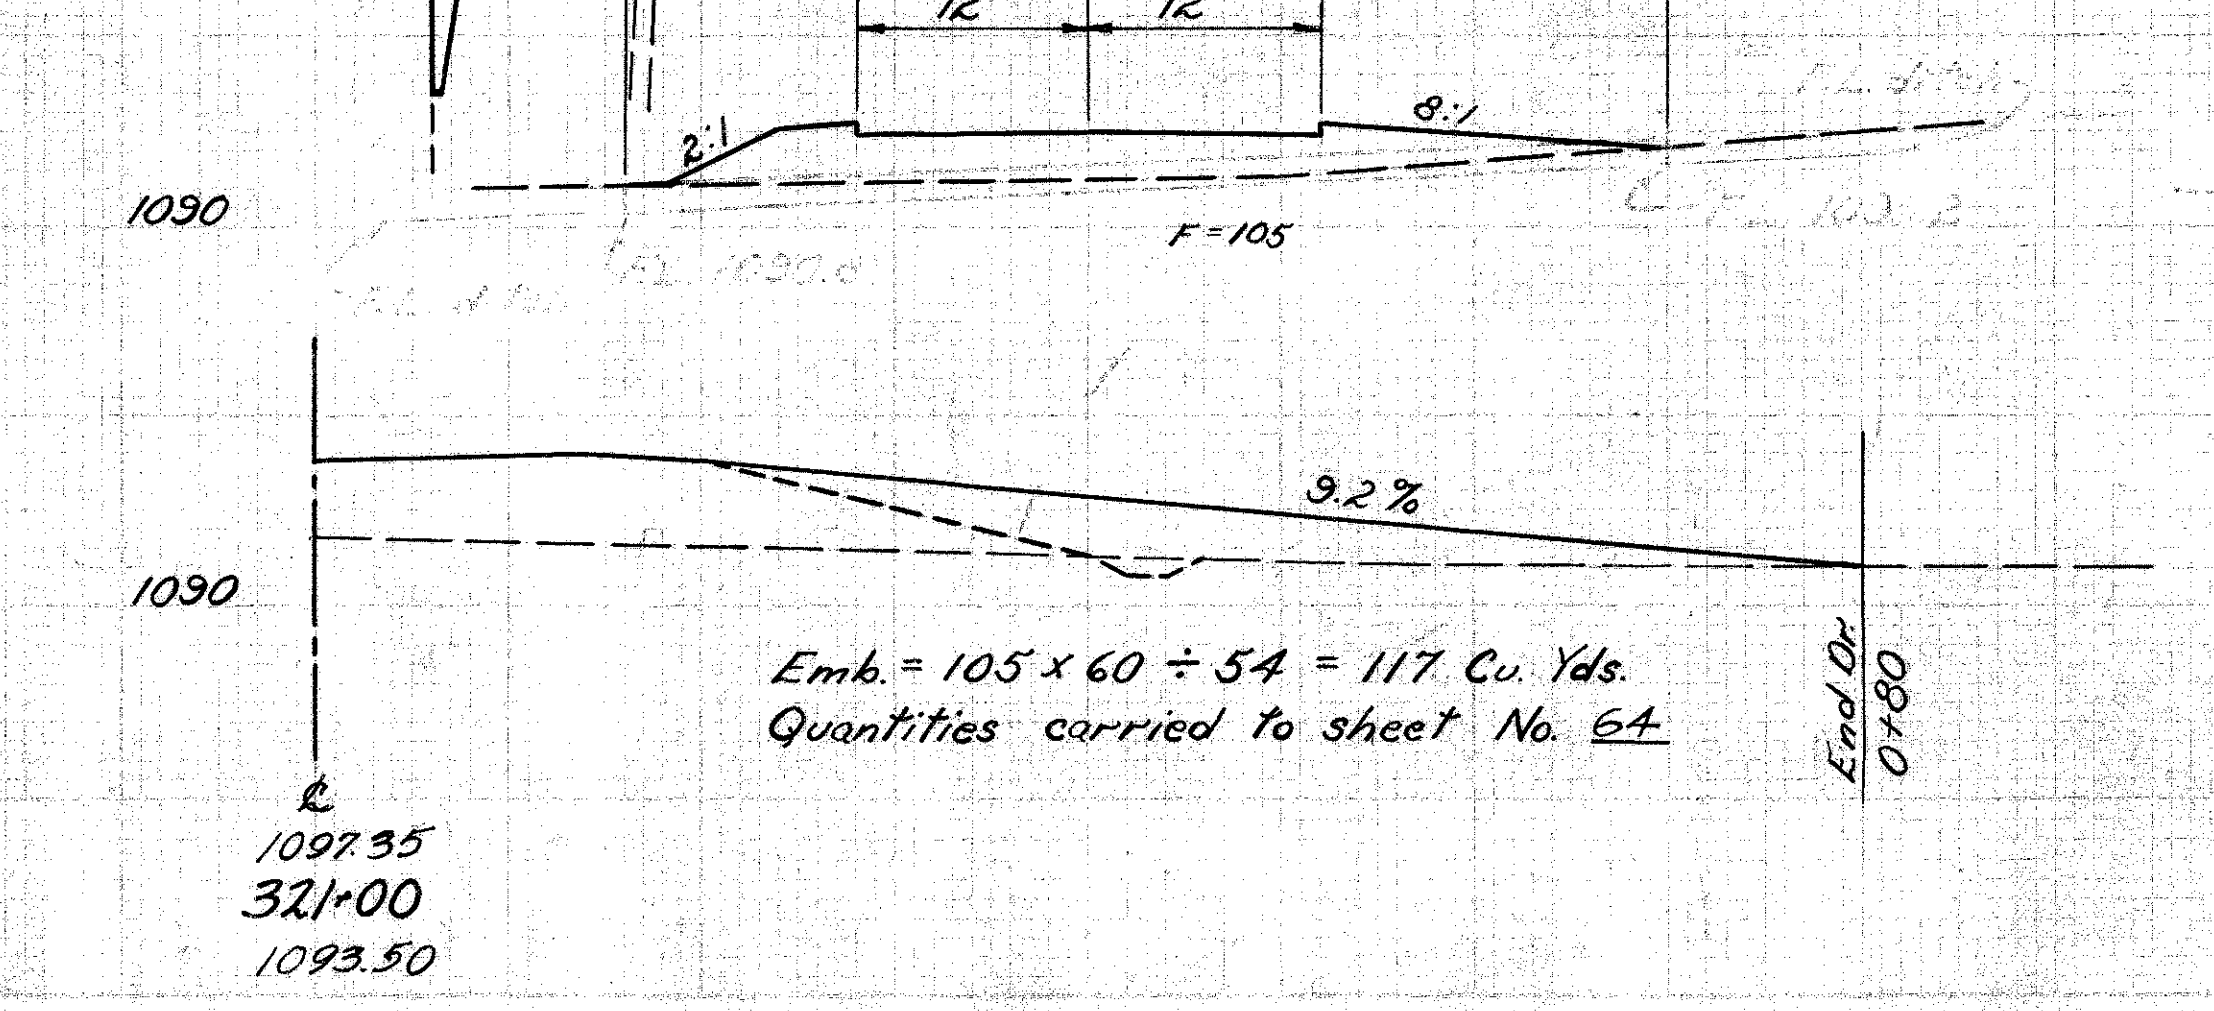 12 12
2:1
8:1
1090
F = 105
9.2 %
1090
Emb. = 105 x 60 ÷ 54 = 117 Cu. Yds.
Quantities carried to sheet No. 64
End Dr.
0+80
℄
1097.35
321+00
1093.50